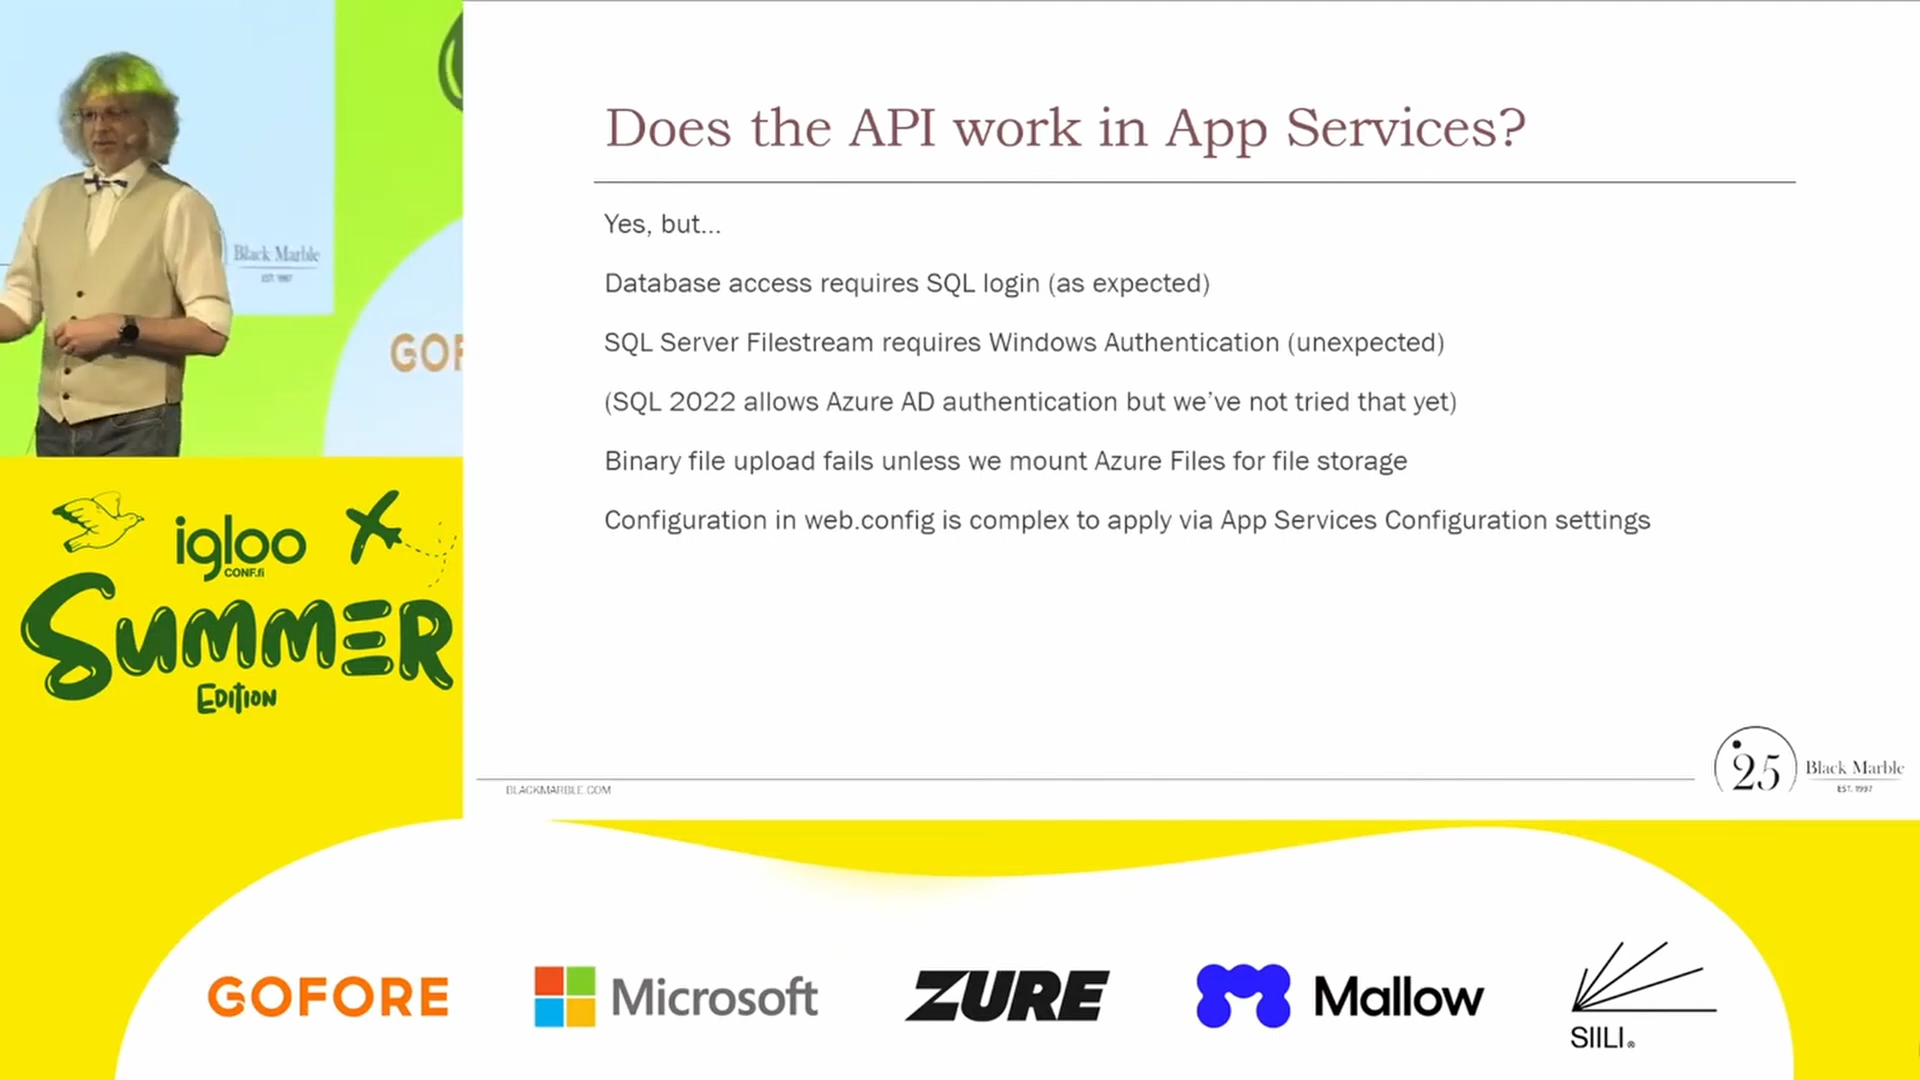 Black Marble
EST. 1997
GOF
igloo
CONF.fi
SUMMER
EDITION
Does the API work in App Services?
Yes, but...
Database access requires SQL login (as expected)
SQL Server Filestream requires Windows Authentication (unexpected)
(SQL 2022 allows Azure AD authentication but we’ve not tried that yet)
Binary file upload fails unless we mount Azure Files for file storage
Configuration in web.config is complex to apply via App Services Configuration settings
BLACKMARBLE.COM
25
Black Marble
EST. 1997
GOFORE
Microsoft
ZURE
Mallow
SIILI®